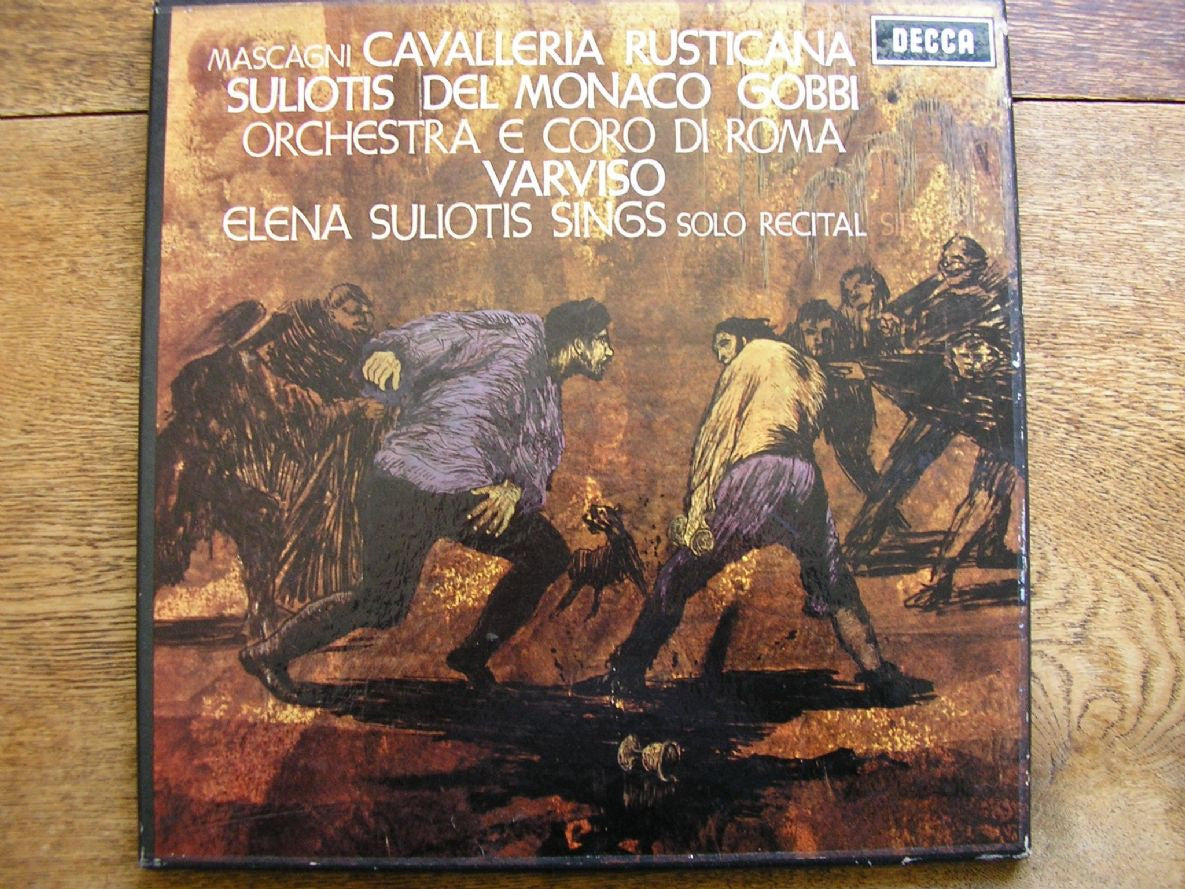 MASCAGNI CAVALLERIA RUSTICANA
DECCA
SULIOTIS DEL MONACO GOBBI
ORCHESTRA E CORO DI ROMA
VARVISO
ELENA SULIOTIS SINGS SOLO RECITAL